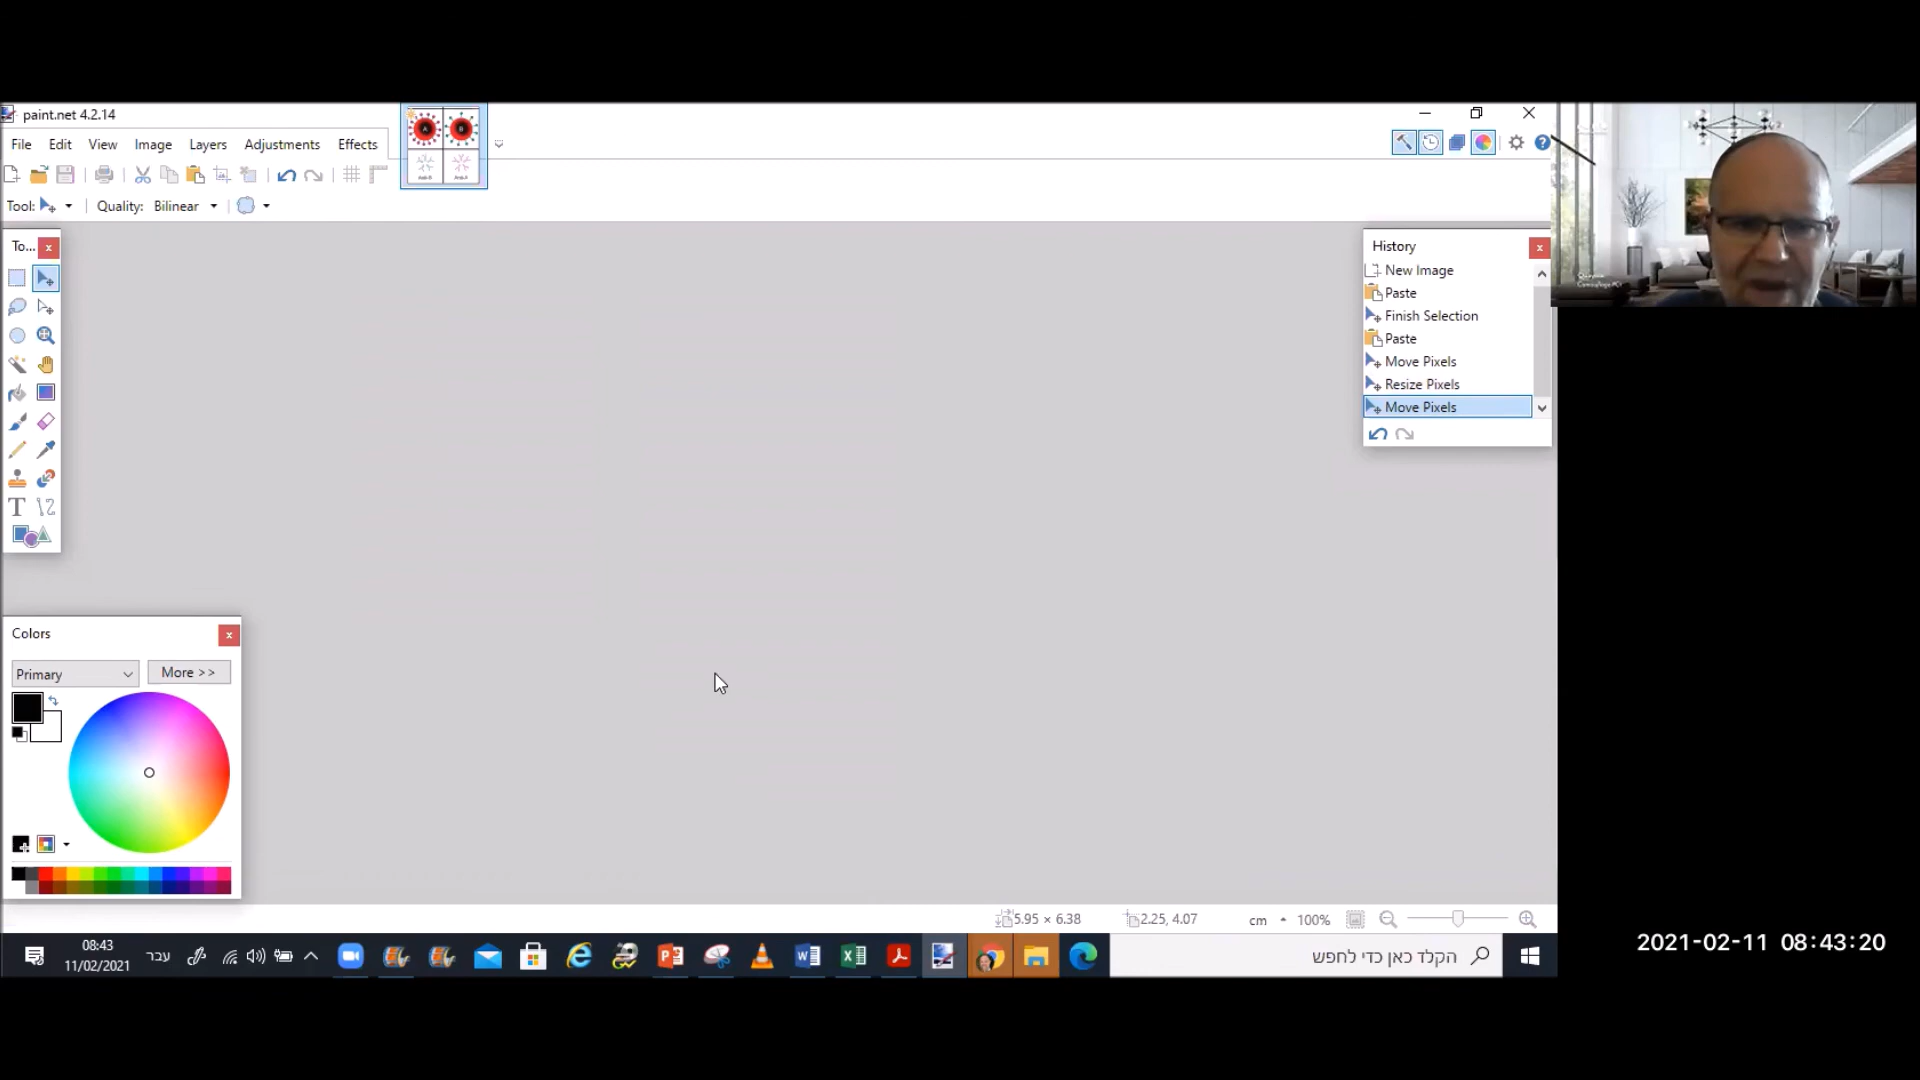 paint.net 4.2.14
File Edit View Image Layers Adjustments Effects
A B
Anti-B Anti-A
Tool: Quality: Bilinear
To...
History
New Image
Paste
Finish Selection
Paste
Move Pixels
Resize Pixels
Move Pixels
Colors
Primary
More >>
5.95 × 6.38 2.25, 4.07 cm 100%
08:43
11/02/2021
עבר
הקלד כאן כדי לחפש
2021-02-11 08:43:20